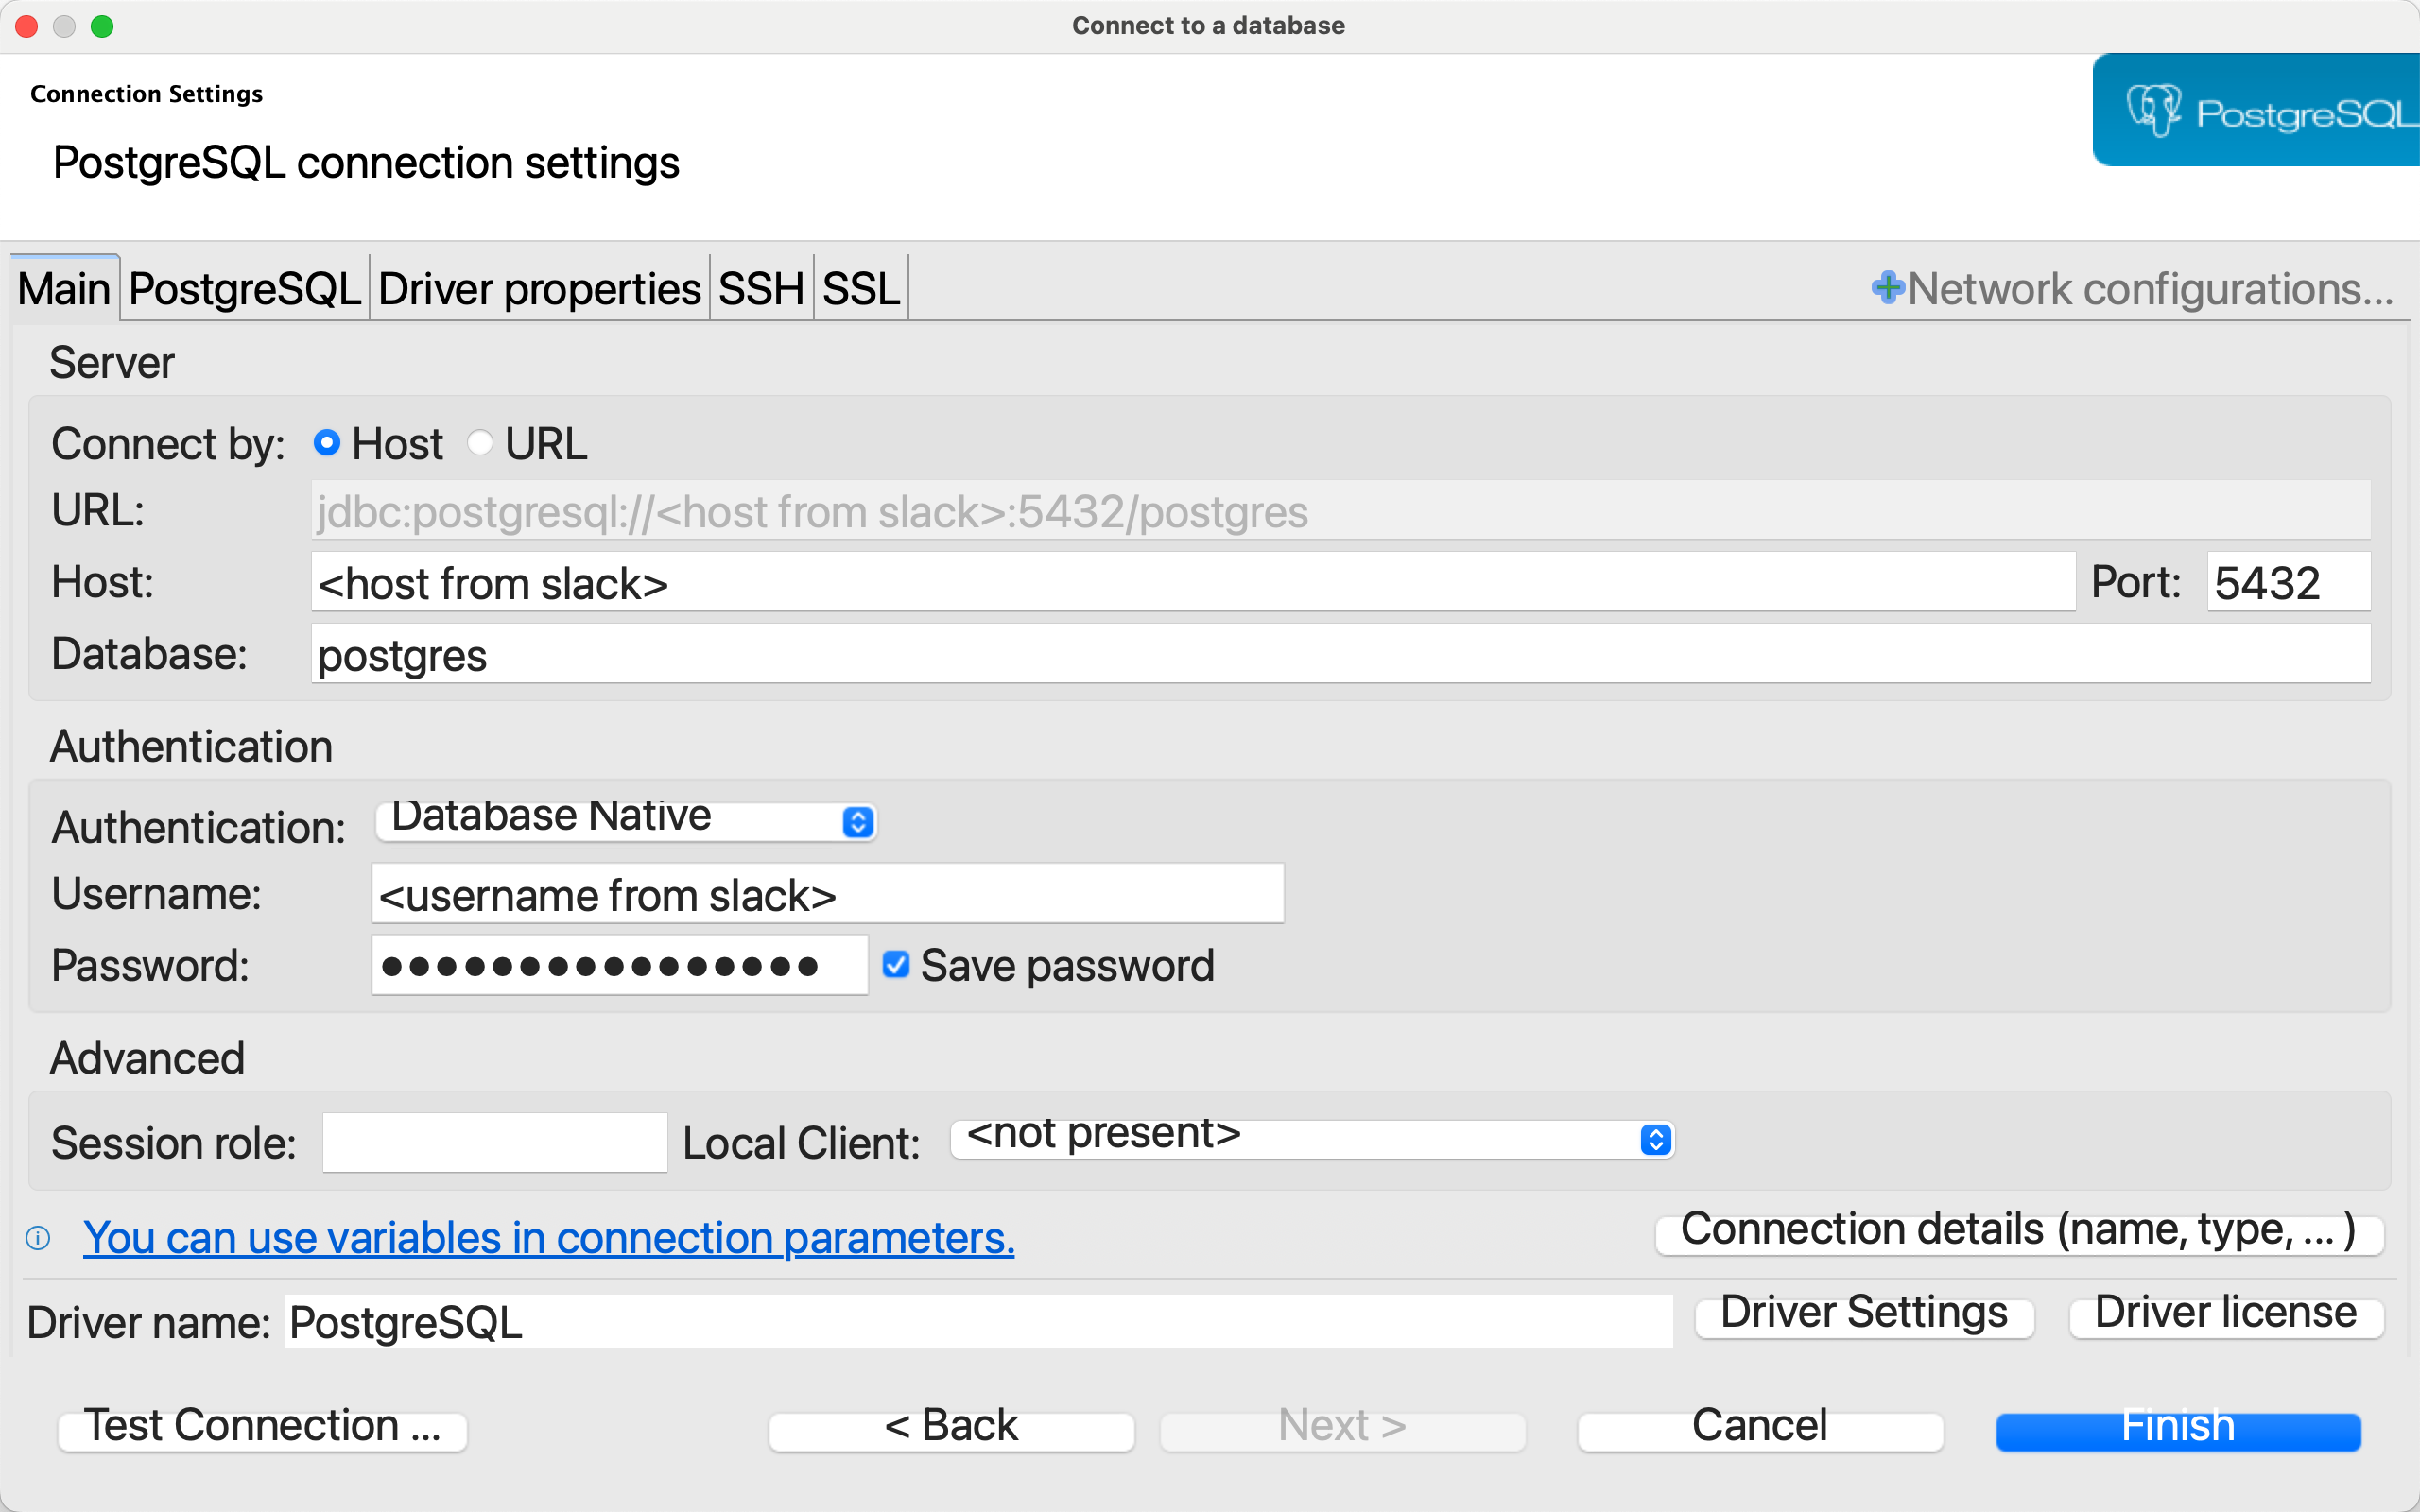 Connect to a database
Connection Settings
PostgreSQL connection settings
PostgreSQL
Main PostgreSQL Driver properties SSH SSL Network configurations...
Server
Connect by: Host URL
URL: jdbc:postgresql://<host from slack>:5432/postgres
Host: <host from slack> Port: 5432
Database: postgres
Authentication
Authentication: Database Native
Username: <username from slack>
Password: ●●●●●●●●●●●●●●●● Save password
Advanced
Session role: Local Client: <not present>
You can use variables in connection parameters. Connection details (name, type, ... )
Driver name: PostgreSQL Driver Settings Driver license
Test Connection ... < Back Next > Cancel Finish